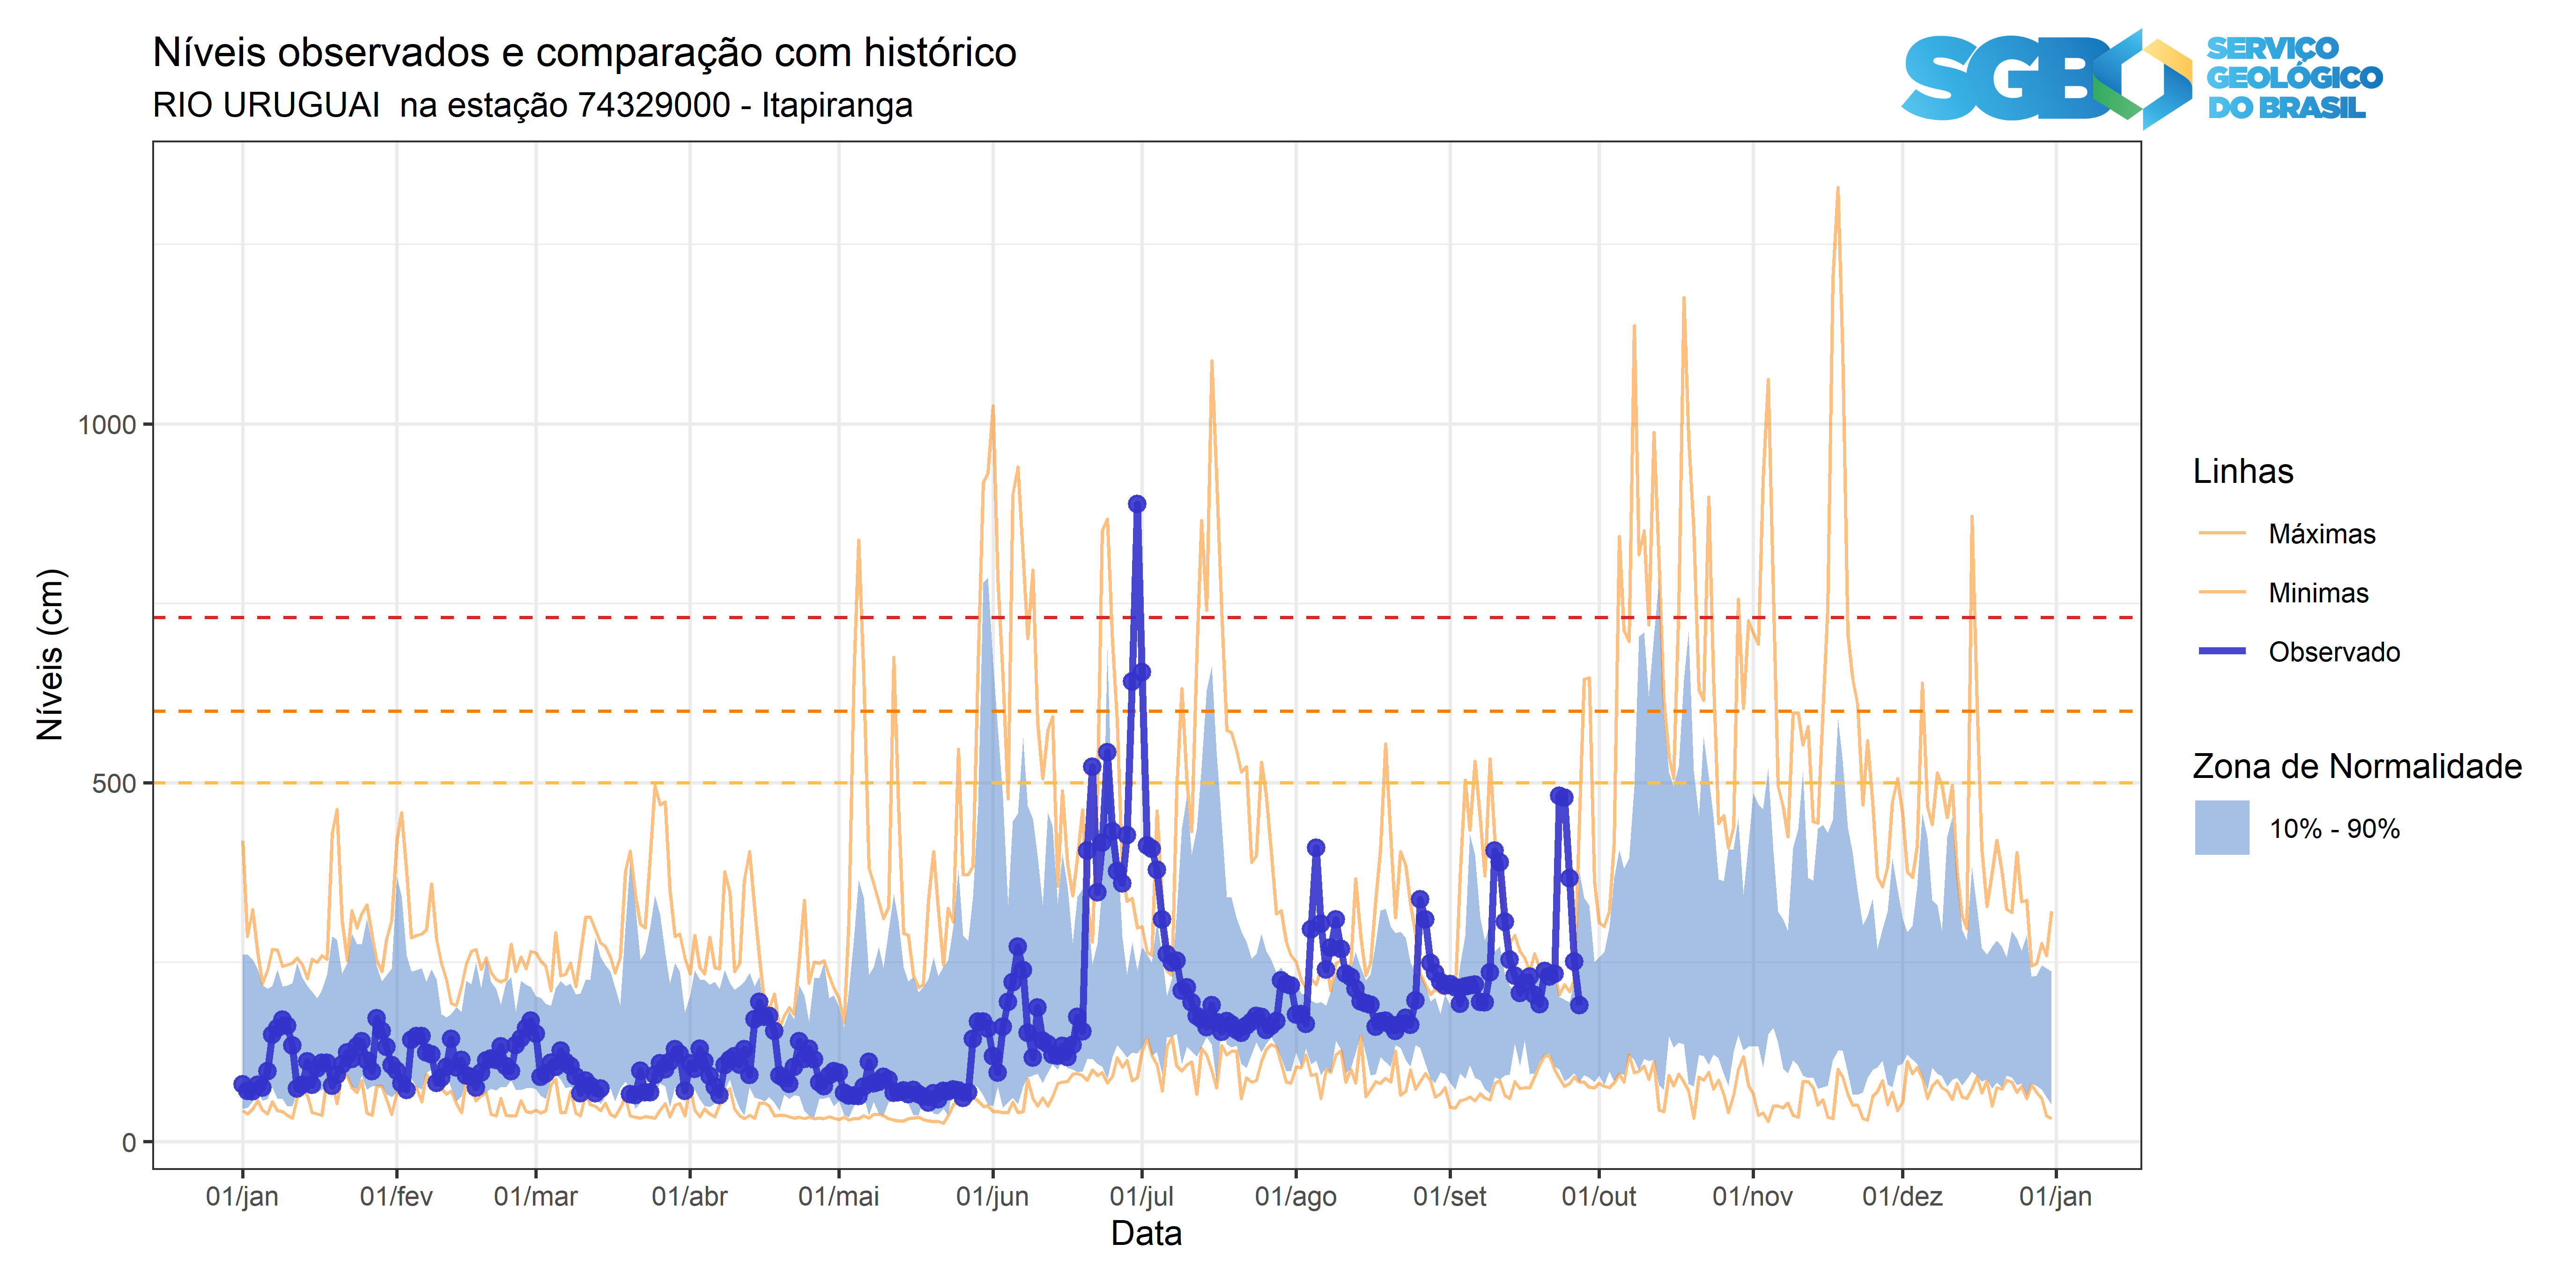 Níveis observados e comparação com histórico
RIO URUGUAI  na estação 74329000 - Itapiranga
SGB
SERVIÇO
GEOLÓGICO
DO BRASIL
Níveis (cm)
1000
500
0
01/jan
01/fev
01/mar
01/abr
01/mai
01/jun
01/jul
01/ago
01/set
01/out
01/nov
01/dez
01/jan
Data
Linhas
Máximas
Minimas
Observado
Zona de Normalidade
10% - 90%